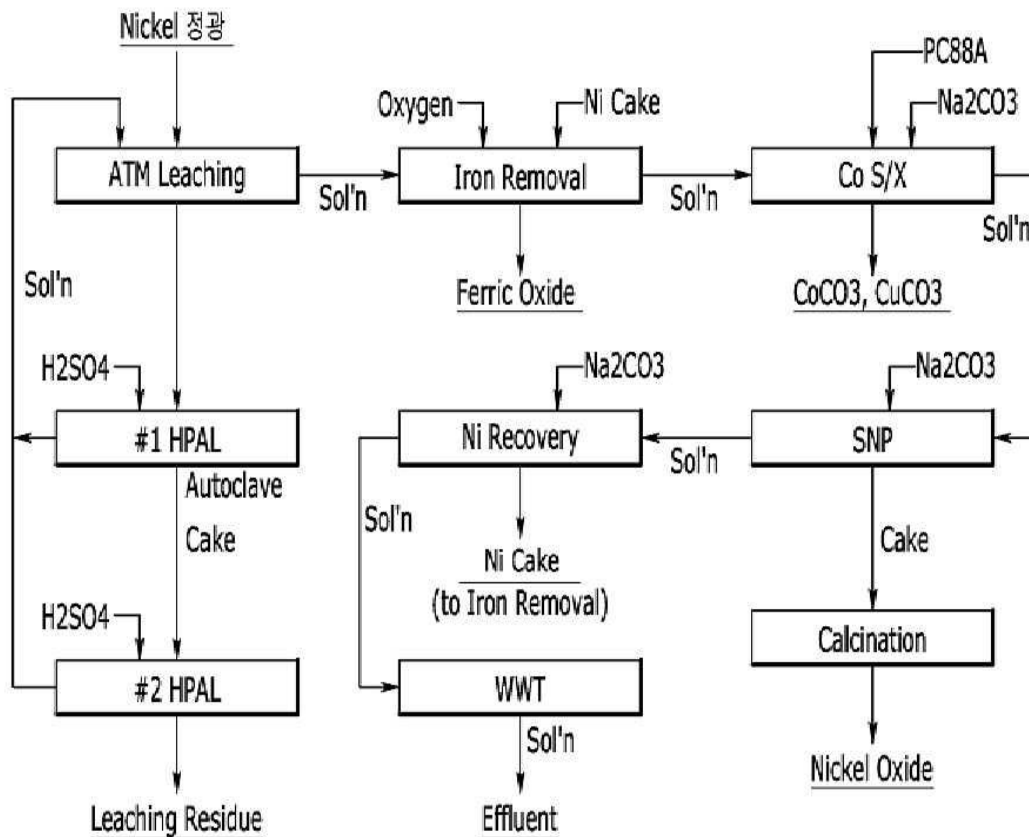 Nickel 정광
PC88A
Oxygen
Ni Cake
Na2CO3
ATM Leaching
Sol'n
Iron Removal
Sol'n
Co S/X
Sol'n
Sol'n
Ferric Oxide
CoCO3, CuCO3
H2SO4
Na2CO3
Na2CO3
#1 HPAL
Ni Recovery
Sol'n
SNP
Autoclave
Sol'n
Cake
Cake
Ni Cake
(to Iron Removal)
H2SO4
Calcination
#2 HPAL
WWT
Sol'n
Nickel Oxide
Leaching Residue
Effluent